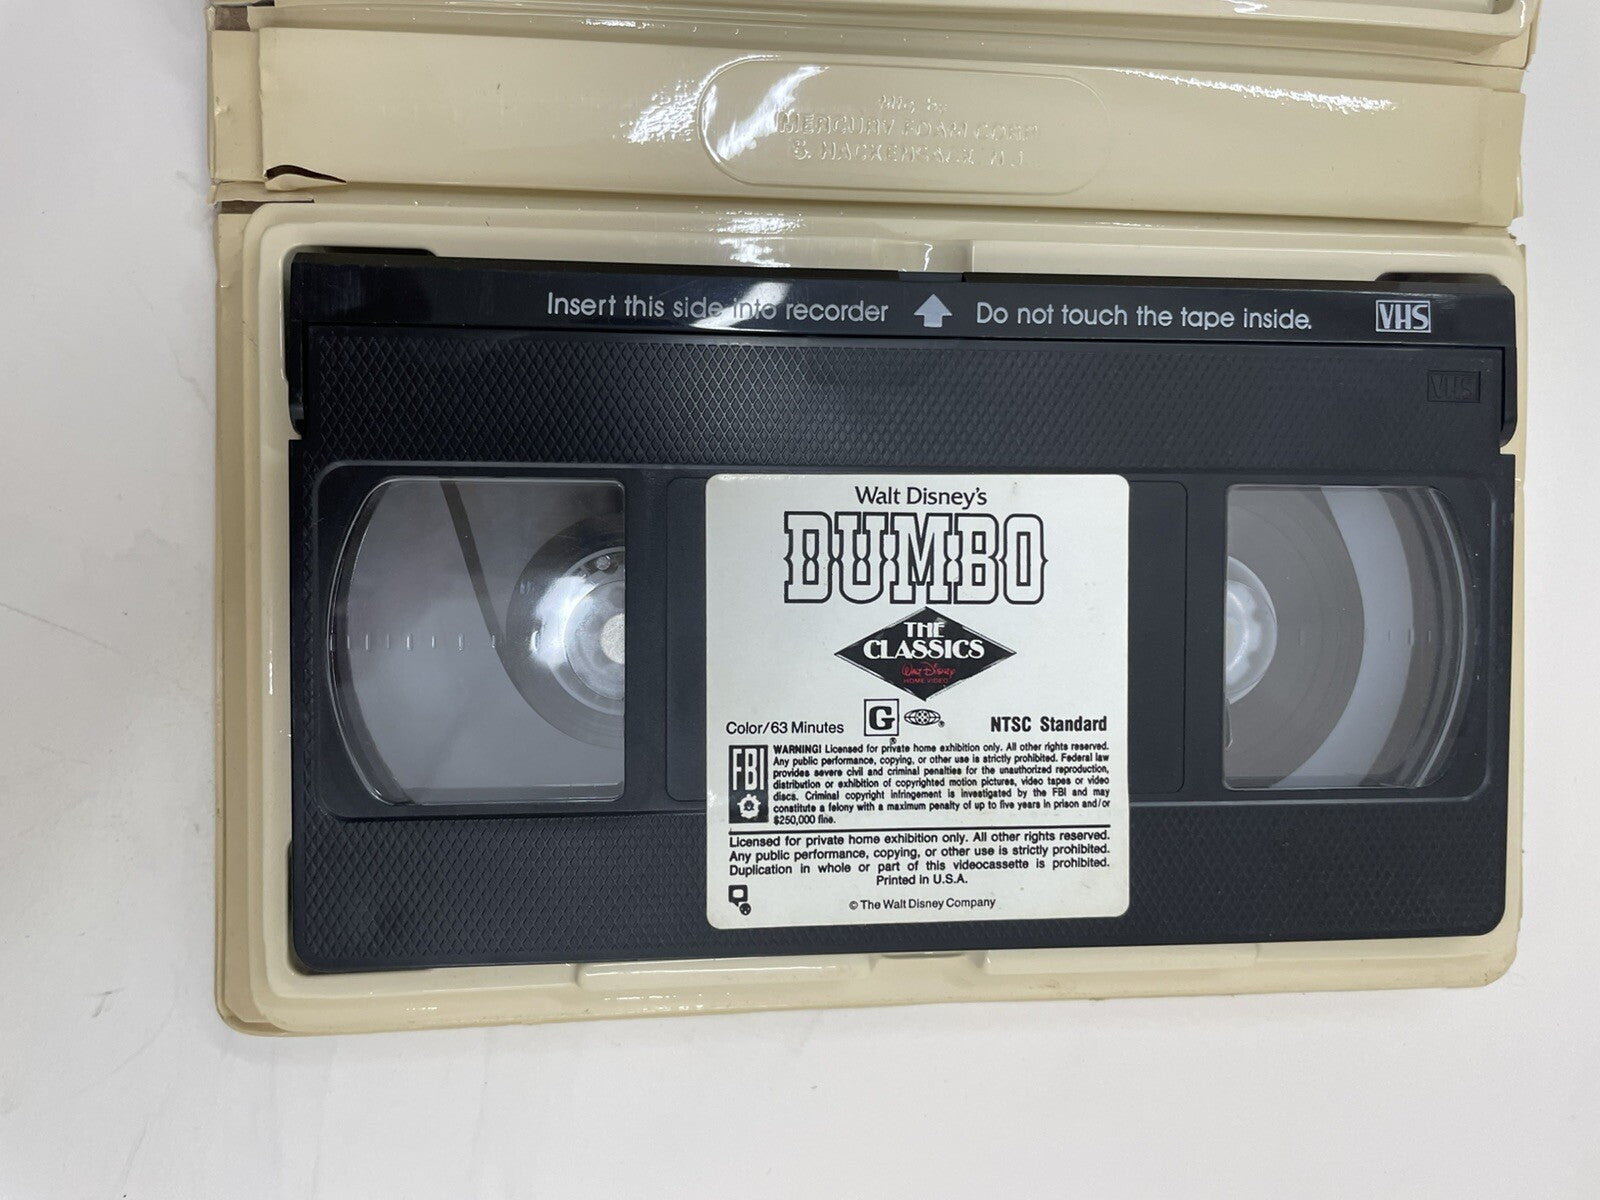 Mfg. By
MERCURY FOAM CORP
S. HACKENSACK N.J.
Insert this side into recorder Do not touch the tape inside. VHS
VHS
Walt Disney's
DUMBO
THE
CLASSICS
Walt Disney
HOME VIDEO
Color/63 Minutes G ® NTSC Standard
FBI
WARNING! Licensed for private home exhibition only. All other rights reserved.
Any public performance, copying, or other use is strictly prohibited. Federal law
provides severe civil and criminal penalties for the unauthorized reproduction,
distribution or exhibition of copyrighted motion pictures, video tapes or video
discs. Criminal copyright infringement is investigated by the FBI and may
constitute a felony with a maximum penalty of up to five years in prison and/or
$250,000 fine.
Licensed for private home exhibition only. All other rights reserved.
Any public performance, copying, or other use is strictly prohibited.
Duplication in whole or part of this videocassette is prohibited.
Printed in U.S.A.
© The Walt Disney Company